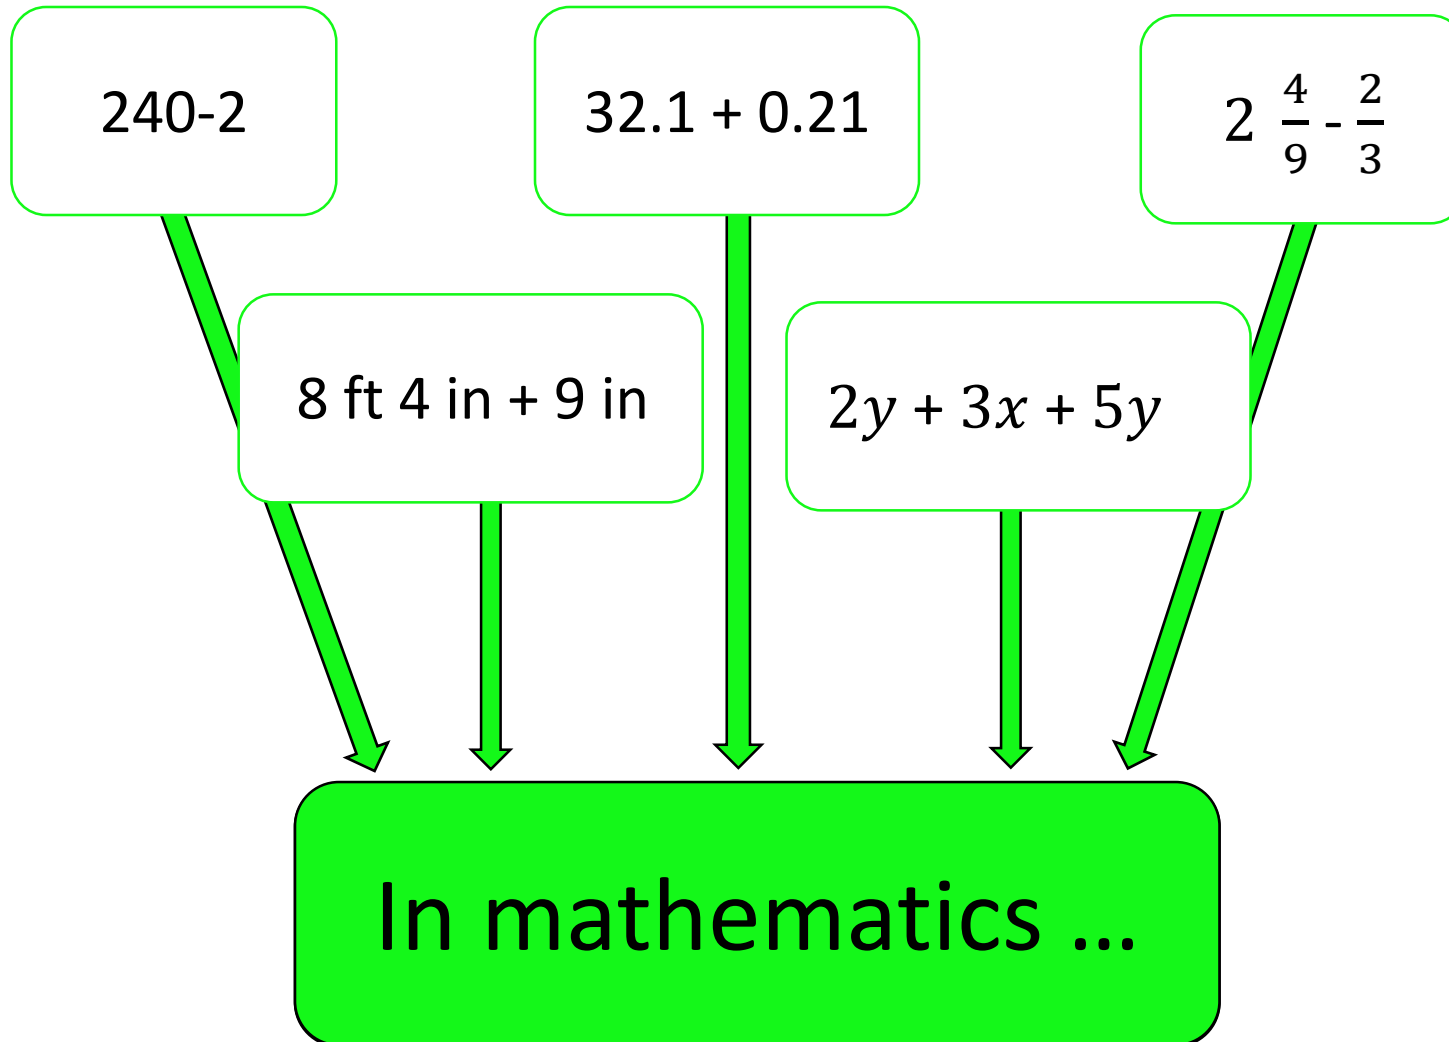 240-2
32.1 + 0.21
2 4/9 - 2/3
8 ft 4 in + 9 in
2y + 3x + 5y
In mathematics ...